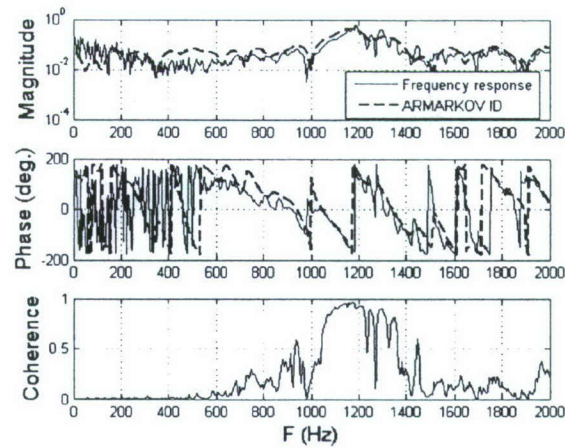 Magnitude
10^0
10^-2
10^-4
0 200 400 600 800 1000 1200 1400 1600 1800 2000
Frequency response
ARMARKOV ID
Phase (deg.)
200
0
-200
0 200 400 600 800 1000 1200 1400 1600 1800 2000
Coherence
1
0.5
0
0 200 400 600 800 1000 1200 1400 1600 1800 2000
F (Hz)